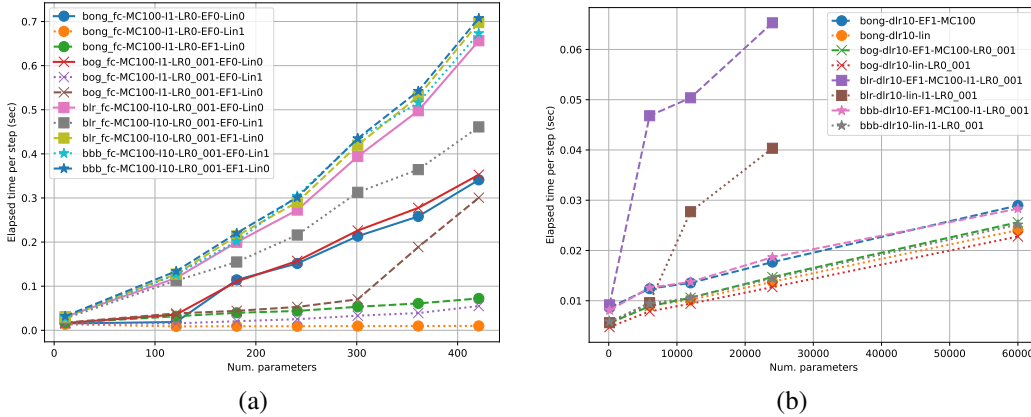 0.7
0.6
0.5
0.4
0.3
0.2
0.1
0.0
Elapsed time per step (sec)
bong_fc-MC100-I1-LR0-EF0-Lin0
bong_fc-MC100-I1-LR0-EF0-Lin1
bong_fc-MC100-I1-LR0-EF1-Lin0
bog_fc-MC100-I1-LR0_001-EF0-Lin0
bog_fc-MC100-I1-LR0_001-EF0-Lin1
bog_fc-MC100-I1-LR0_001-EF1-Lin0
blr_fc-MC100-I10-LR0_001-EF0-Lin0
blr_fc-MC100-I10-LR0_001-EF0-Lin1
blr_fc-MC100-I10-LR0_001-EF1-Lin0
bbb_fc-MC100-I10-LR0_001-EF0-Lin1
bbb_fc-MC100-I10-LR0_001-EF1-Lin0
0 100 200 300 400
Num. parameters
(a)
0.06
0.05
0.04
0.03
0.02
0.01
Elapsed time per step (sec)
bong-dlr10-EF1-MC100
bong-dlr10-lin
bog-dlr10-EF1-MC100-LR0_001
bog-dlr10-lin-LR0_001
blr-dlr10-EF1-MC100-I1-LR0_001
blr-dlr10-lin-I1-LR0_001
bbb-dlr10-EF1-MC100-I1-LR0_001
bbb-dlr10-lin-I1-LR0_001
0 10000 20000 30000 40000 50000 60000
Num. parameters
(b)